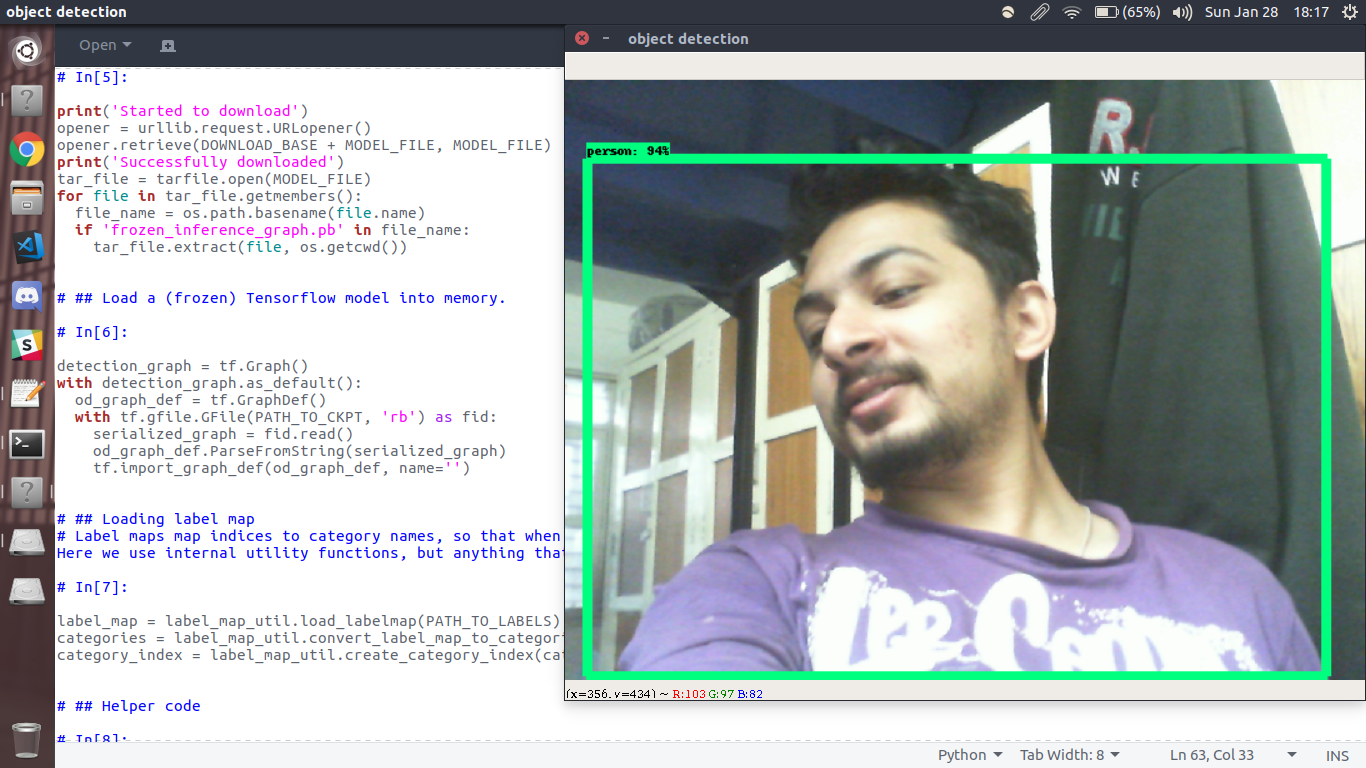 object detection
(65%)
Sun Jan 28
18:17
Open
# In[5]:
print('Started to download')
opener = urllib.request.URLopener()
opener.retrieve(DOWNLOAD_BASE + MODEL_FILE, MODEL_FILE)
print('Successfully downloaded')
tar_file = tarfile.open(MODEL_FILE)
for file in tar_file.getmembers():
  file_name = os.path.basename(file.name)
  if 'frozen_inference_graph.pb' in file_name:
    tar_file.extract(file, os.getcwd())
# ## Load a (frozen) Tensorflow model into memory.
# In[6]:
detection_graph = tf.Graph()
with detection_graph.as_default():
  od_graph_def = tf.GraphDef()
  with tf.gfile.GFile(PATH_TO_CKPT, 'rb') as fid:
    serialized_graph = fid.read()
    od_graph_def.ParseFromString(serialized_graph)
    tf.import_graph_def(od_graph_def, name='')
# ## Loading label map
# Label maps map indices to category names, so that when
Here we use internal utility functions, but anything tha
# In[7]:
label_map = label_map_util.load_labelmap(PATH_TO_LABELS)
categories = label_map_util.convert_label_map_to_categor
category_index = label_map_util.create_category_index(ca
# ## Helper code
# In[8]:
object detection
person: 94%
R.
W E
(x=356, y=434) ~ R:103 G:97 B:82
Python
Tab Width: 8
Ln 63, Col 33
INS